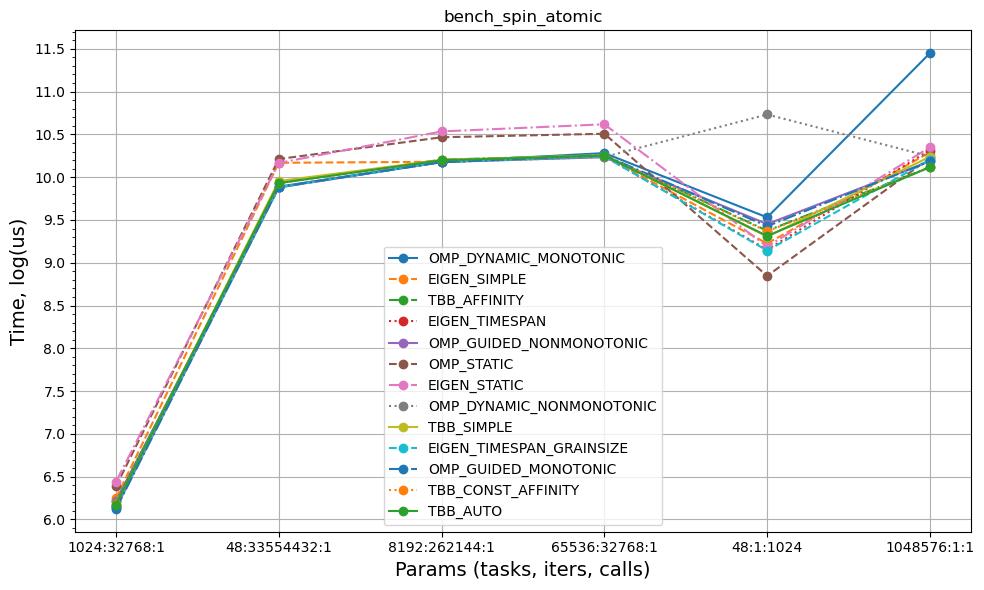 bench_spin_atomic
Time, log(us)
11.5
11.0
10.5
10.0
9.5
9.0
8.5
8.0
7.5
7.0
6.5
6.0
OMP_DYNAMIC_MONOTONIC
EIGEN_SIMPLE
TBB_AFFINITY
EIGEN_TIMESPAN
OMP_GUIDED_NONMONOTONIC
OMP_STATIC
EIGEN_STATIC
OMP_DYNAMIC_NONMONOTONIC
TBB_SIMPLE
EIGEN_TIMESPAN_GRAINSIZE
OMP_GUIDED_MONOTONIC
TBB_CONST_AFFINITY
TBB_AUTO
1024:32768:1 48:33554432:1 8192:262144:1 65536:32768:1 48:1:1024 1048576:1:1
Params (tasks, iters, calls)